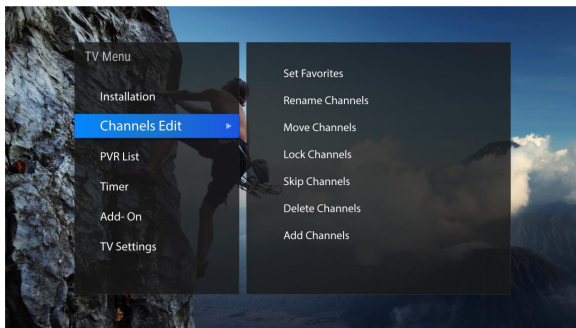 TV Menu
Installation
Channels Edit
PVR List
Timer
Add- On
TV Settings
Set Favorites
Rename Channels
Move Channels
Lock Channels
Skip Channels
Delete Channels
Add Channels